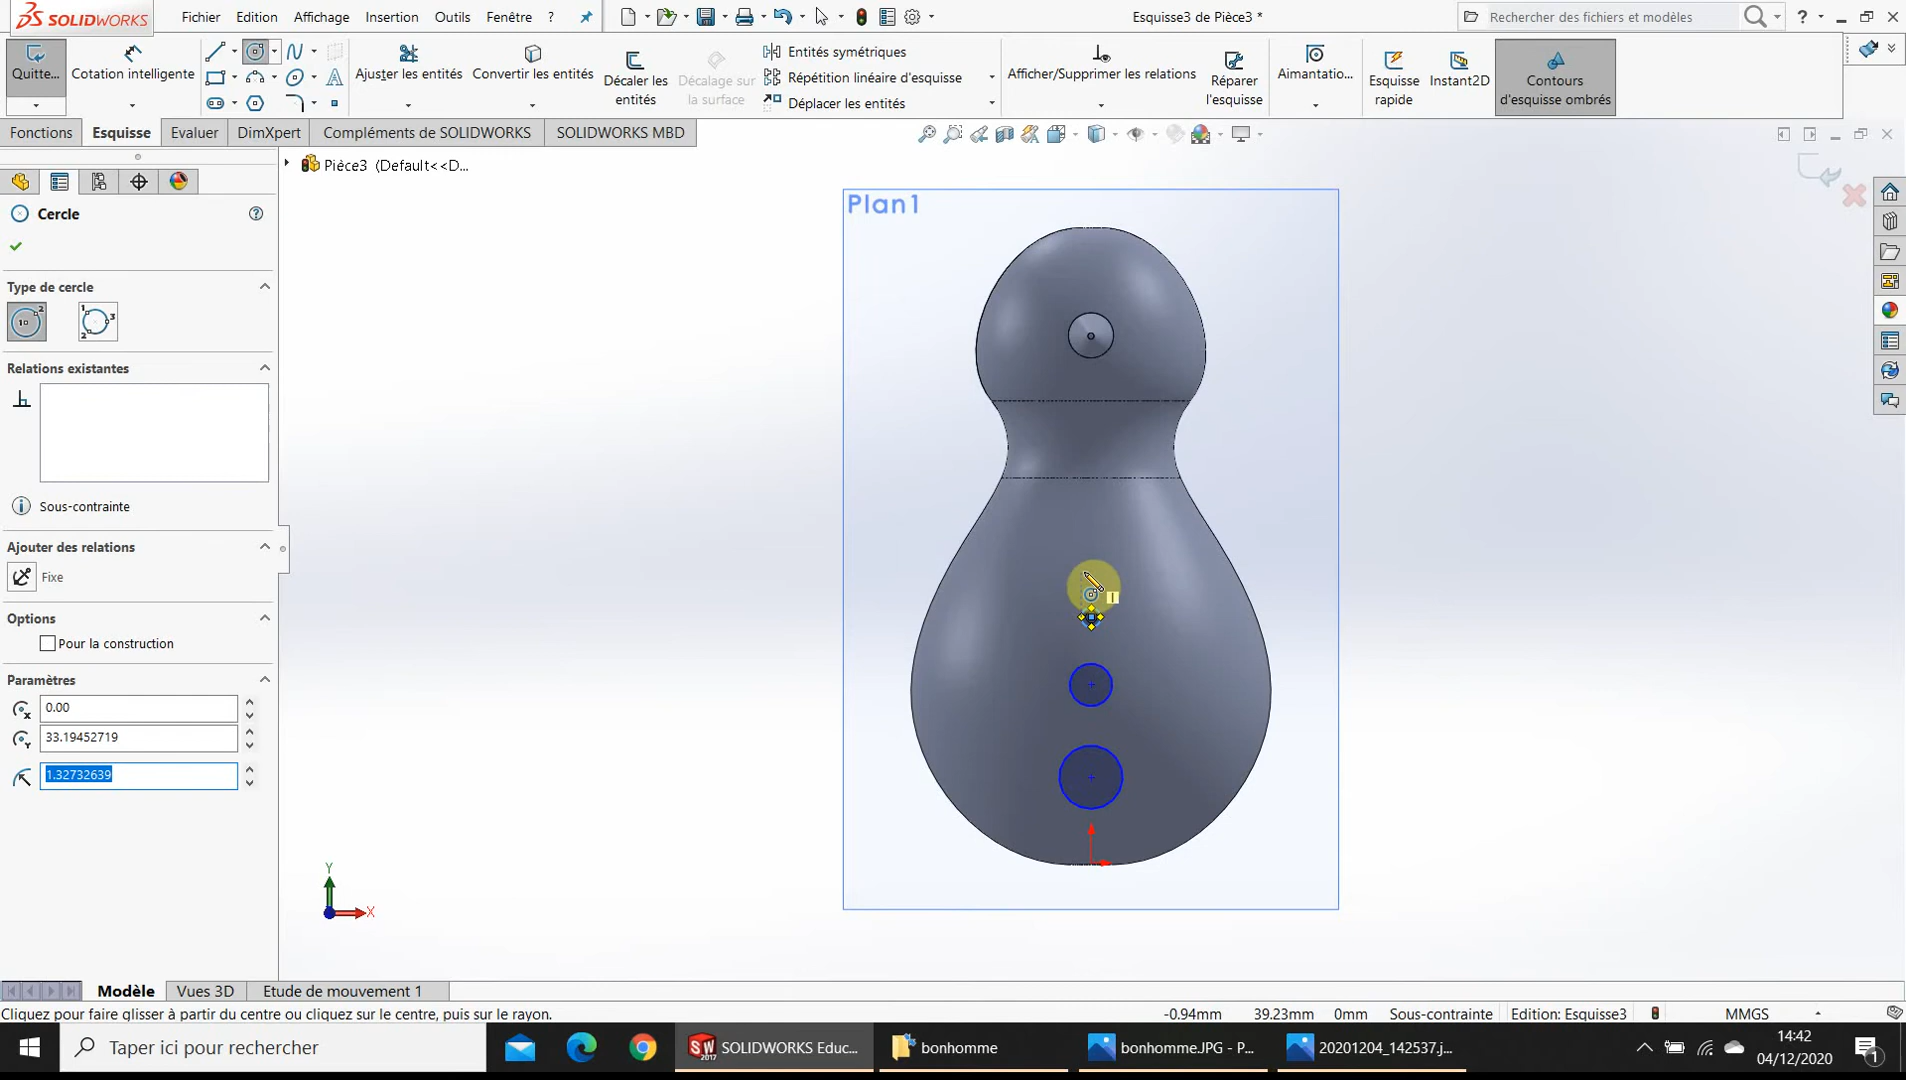 SOLIDWORKS
Fichier
Edition
Affichage
Insertion
Outils
Fenêtre
?
Esquisse3 de Pièce3 *
Rechercher des fichiers et modèles
Quitte...
Cotation intelligente
Ajuster les entités
Convertir les entités
Décaler les entités
Décalage sur la surface
Entités symétriques
Répétition linéaire d'esquisse
Déplacer les entités
Afficher/Supprimer les relations
Réparer l'esquisse
Aimantatio...
Esquisse rapide
Instant2D
Contours d'esquisse ombrés
Fonctions
Esquisse
Evaluer
DimXpert
Compléments de SOLIDWORKS
SOLIDWORKS MBD
Pièce3 (Default<<D...
Cercle
Type de cercle
Relations existantes
Sous-contrainte
Ajouter des relations
Fixe
Options
Pour la construction
Paramètres
0.00
33.19452719
1.32732639
Plan1
Y
X
Modèle
Vues 3D
Etude de mouvement 1
Cliquez pour faire glisser à partir du centre ou cliquez sur le centre, puis sur le rayon.
-0.94mm
39.23mm
0mm
Sous-contrainte
Edition: Esquisse3
MMGS
Taper ici pour rechercher
SOLIDWORKS Educ...
bonhomme
bonhomme.JPG - P...
20201204_142537.j...
14:42
04/12/2020